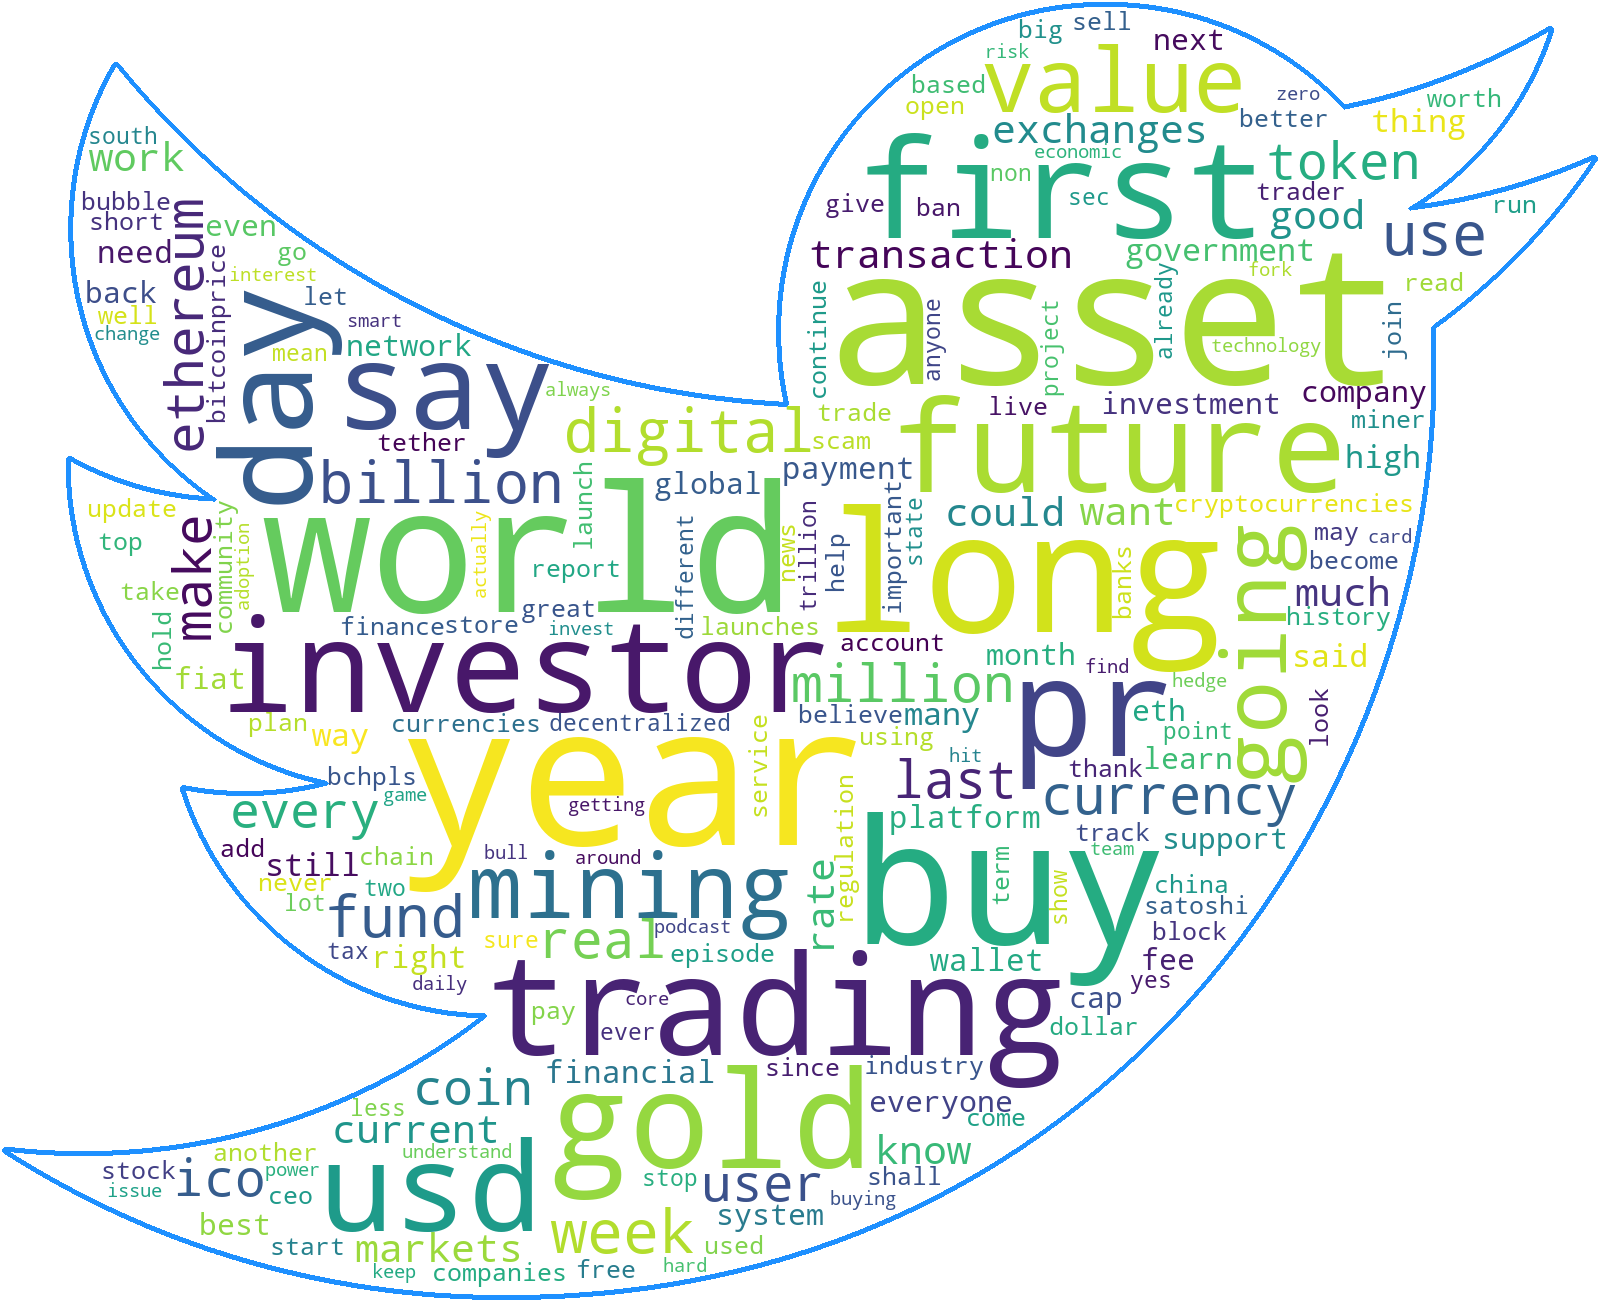 big sell
risk next
value
based
open
zero
worth
better
thing
exchanges
economic
first
token
non
sec
trader
give
ban
good
run
use
transaction
government
fork
read
asset
already
join
continue
anyone
project
technology
company
live
investment
miner
trade
scam
future
high
payment
south
work
bubble
short
need
ethereum
even
go
interest
bitcoinprice
back
well
change
let
smart
day
mean
network
say
always
tether
digital
billion
global
launch
update
top
make
community
adoption
take
hold
fiat
world
actually
report
great
different
news
trillion
help
important
state
could
want
cryptocurrencies
may card
become
much
history
going
said
long
banks
finance store
invest
launches
account
month
find
hedge
look
investor
million
pr
eth
point
learn
plan
way
currencies
decentralized
service
believe many
using
hit
thank
last
currency
bchpls
game
every
year
getting
regulation
platform
track
team
support
add
still
chain
never
two
lot
bull
around
mining
rate
buy
term
show
china
satoshi
block
fund
sure
real
podcast
episode
wallet
fee
yes
tax
right
daily
trading
core
cap
dollar
pay
ever
since
industry
financial
coin
gold
everyone
come
less
current
know
another
understand
stock
issue
power
ico
ceo
usd
stop
user
shall
buying
system
best
week
start
markets
used
keep
companies
free
hard